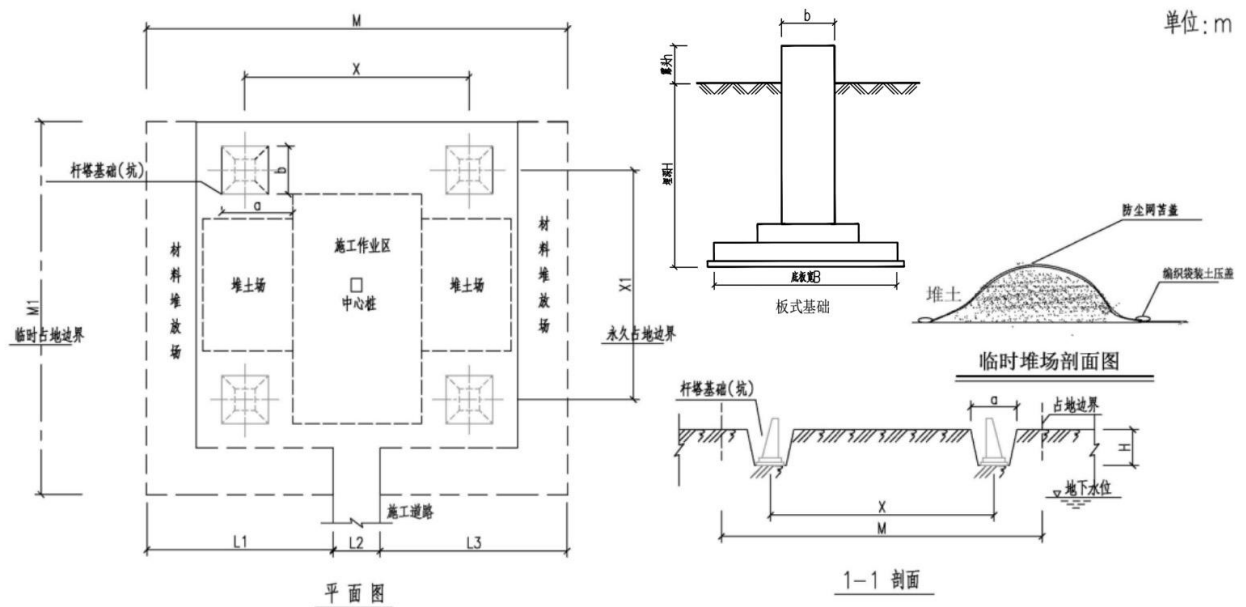 M
单位:m
X
b
露头h
杆塔基础(坑)
b
a
埋深H
防尘网苫盖
材料堆放场
施工作业区
材料堆放场
堆土场
堆土场
中心桩
M1
X1
编织袋装土压盖
堆土
底板宽B
板式基础
临时占地边界
永久占地边界
临时堆场剖面图
杆塔基础(坑)
a
占地边界
H
地下水位
施工道路
X
L1
L2
L3
M
平面图
1-1 剖面